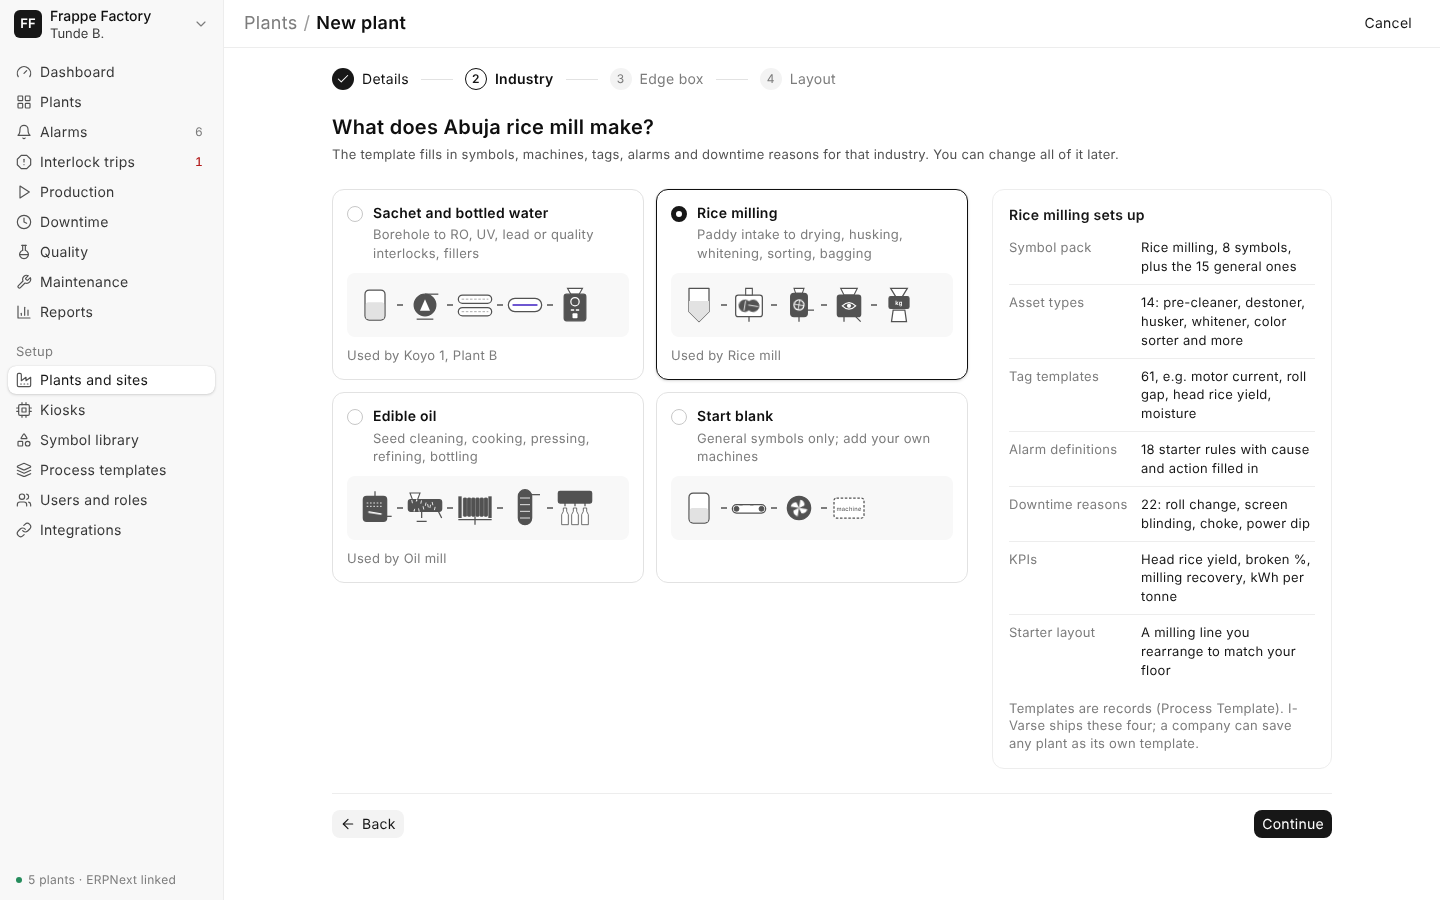 FF
Frappe Factory
Tunde B.
Dashboard
Plants
Alarms 6
Interlock trips 1
Production
Downtime
Quality
Maintenance
Reports
Setup
Plants and sites
Kiosks
Symbol library
Process templates
Users and roles
Integrations
5 plants · ERPNext linked
Plants / New plant
Cancel
Details
2 Industry
3 Edge box
4 Layout
What does Abuja rice mill make?
The template fills in symbols, machines, tags, alarms and downtime reasons for that industry. You can change all of it later.
Sachet and bottled water
Borehole to RO, UV, lead or quality
interlocks, fillers
Used by Koyo 1, Plant B
Rice milling
Paddy intake to drying, husking,
whitening, sorting, bagging
kg
Used by Rice mill
Edible oil
Seed cleaning, cooking, pressing,
refining, bottling
Used by Oil mill
Start blank
General symbols only; add your own
machines
machine
Rice milling sets up
Symbol pack
Rice milling, 8 symbols,
plus the 15 general ones
Asset types
14: pre-cleaner, destoner,
husker, whitener, color
sorter and more
Tag templates
61, e.g. motor current, roll
gap, head rice yield,
moisture
Alarm definitions
18 starter rules with cause
and action filled in
Downtime reasons
22: roll change, screen
blinding, choke, power dip
KPIs
Head rice yield, broken %,
milling recovery, kWh per
tonne
Starter layout
A milling line you
rearrange to match your
floor
Templates are records (Process Template). I-
Varse ships these four; a company can save
any plant as its own template.
Back
Continue